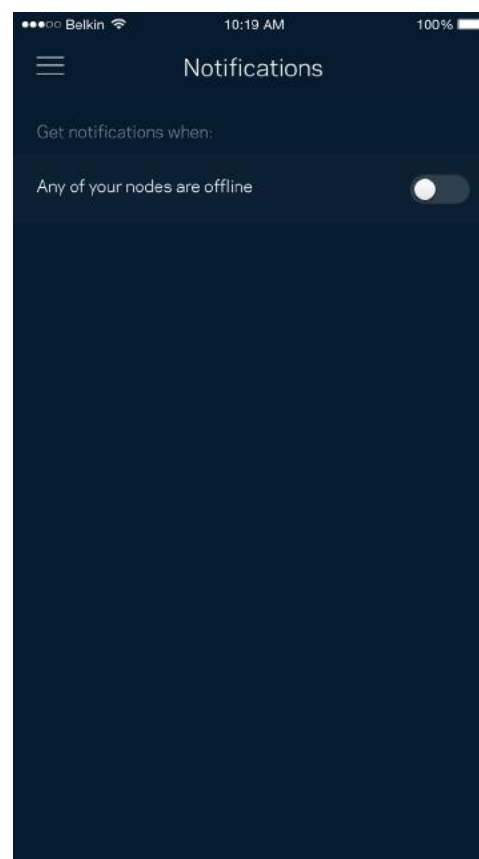 Belkin 10:19 AM 100%
Notifications
Get notifications when:
Any of your nodes are offline